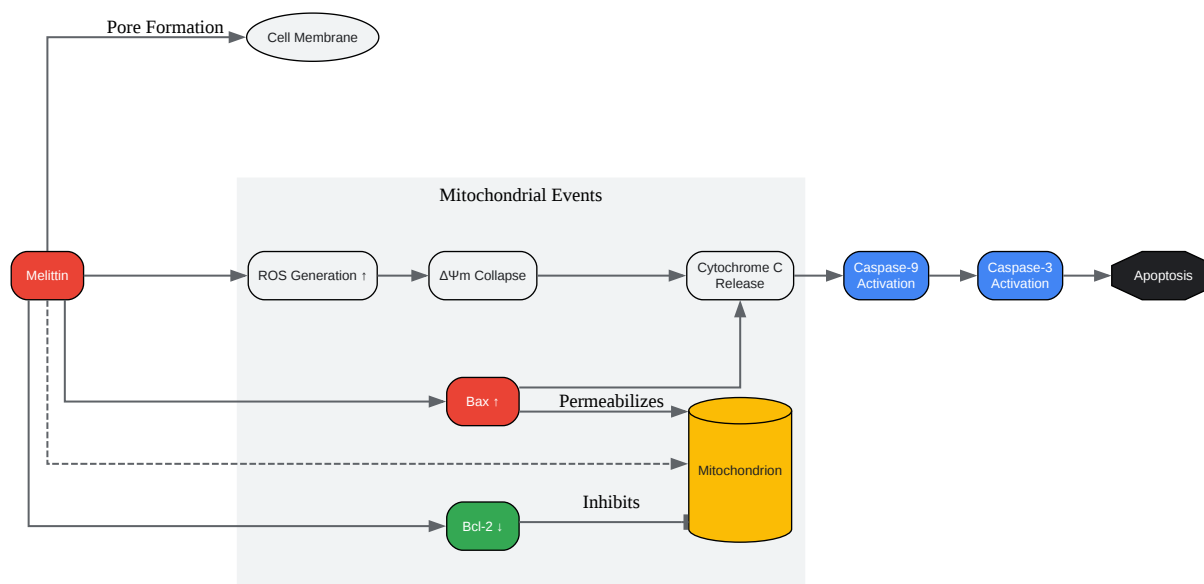 Pore Formation
Cell Membrane
Mitochondrial Events
Melittin
ROS Generation ↑
ΔΨm Collapse
Cytochrome C
Release
Caspase-9
Activation
Caspase-3
Activation
Apoptosis
Bax ↑
Permeabilizes
Mitochondrion
Inhibits
Bcl-2 ↓